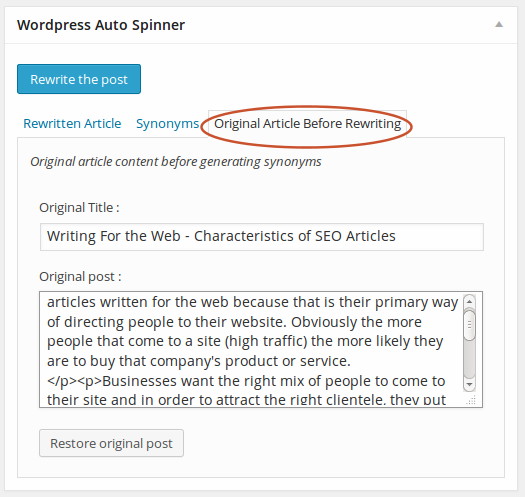 Wordpress Auto Spinner
Rewrite the post
Rewritten Article Synonyms Original Article Before Rewriting
Original article content before generating synonyms
Original Title :
Writing For the Web - Characteristics of SEO Articles
Original post :
articles written for the web because that is their primary way
of directing people to their website. Obviously the more
people that come to a site (high traffic) the more likely they
are to buy that company's product or service.
</p><p>Businesses want the right mix of people to come to
their site and in order to attract the right clientele, they put
Restore original post